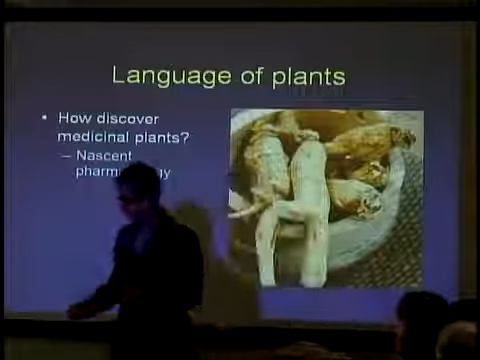 Language of plants
• How discover
medicinal plants?
– Nascent